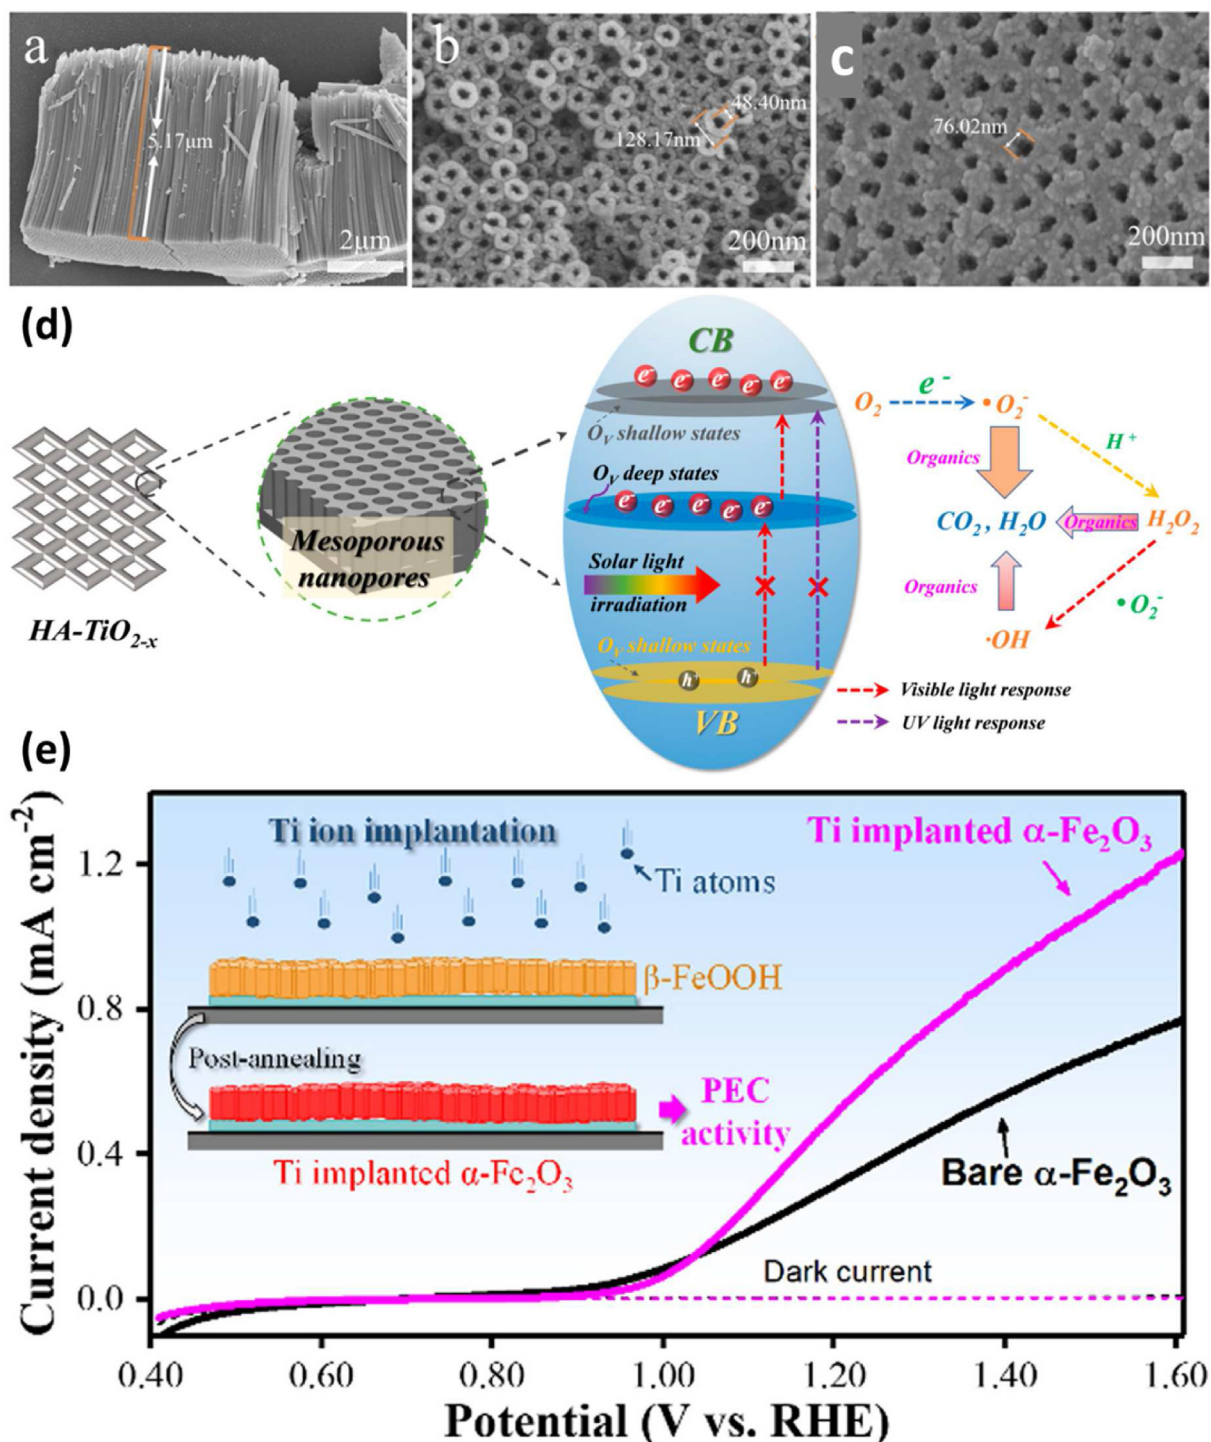 a
5.17μm
2μm
b
48.40nm
128.17nm
200nm
c
76.02nm
200nm
(d)
HA-TiO2-x
Mesoporous
nanopores
CB
e- e- e- e- e-
OV shallow states
OV deep states
e- e- e- e- e-
Solar light
irradiation
OV shallow states
h+ h+
VB
O2
e-
•O2-
H+
Organics
CO2, H2O
Organics
H2O2
Organics
•O2-
·OH
Visible light response
UV light response
(e)
Current density (mA cm-2)
1.2
0.8
0.4
0.0
Ti ion implantation
Ti atoms
β-FeOOH
Post-annealing
PEC
activity
Ti implanted α-Fe2O3
Ti implanted α-Fe2O3
Bare α-Fe2O3
Dark current
0.40 0.60 0.80 1.00 1.20 1.40 1.60
Potential (V vs. RHE)